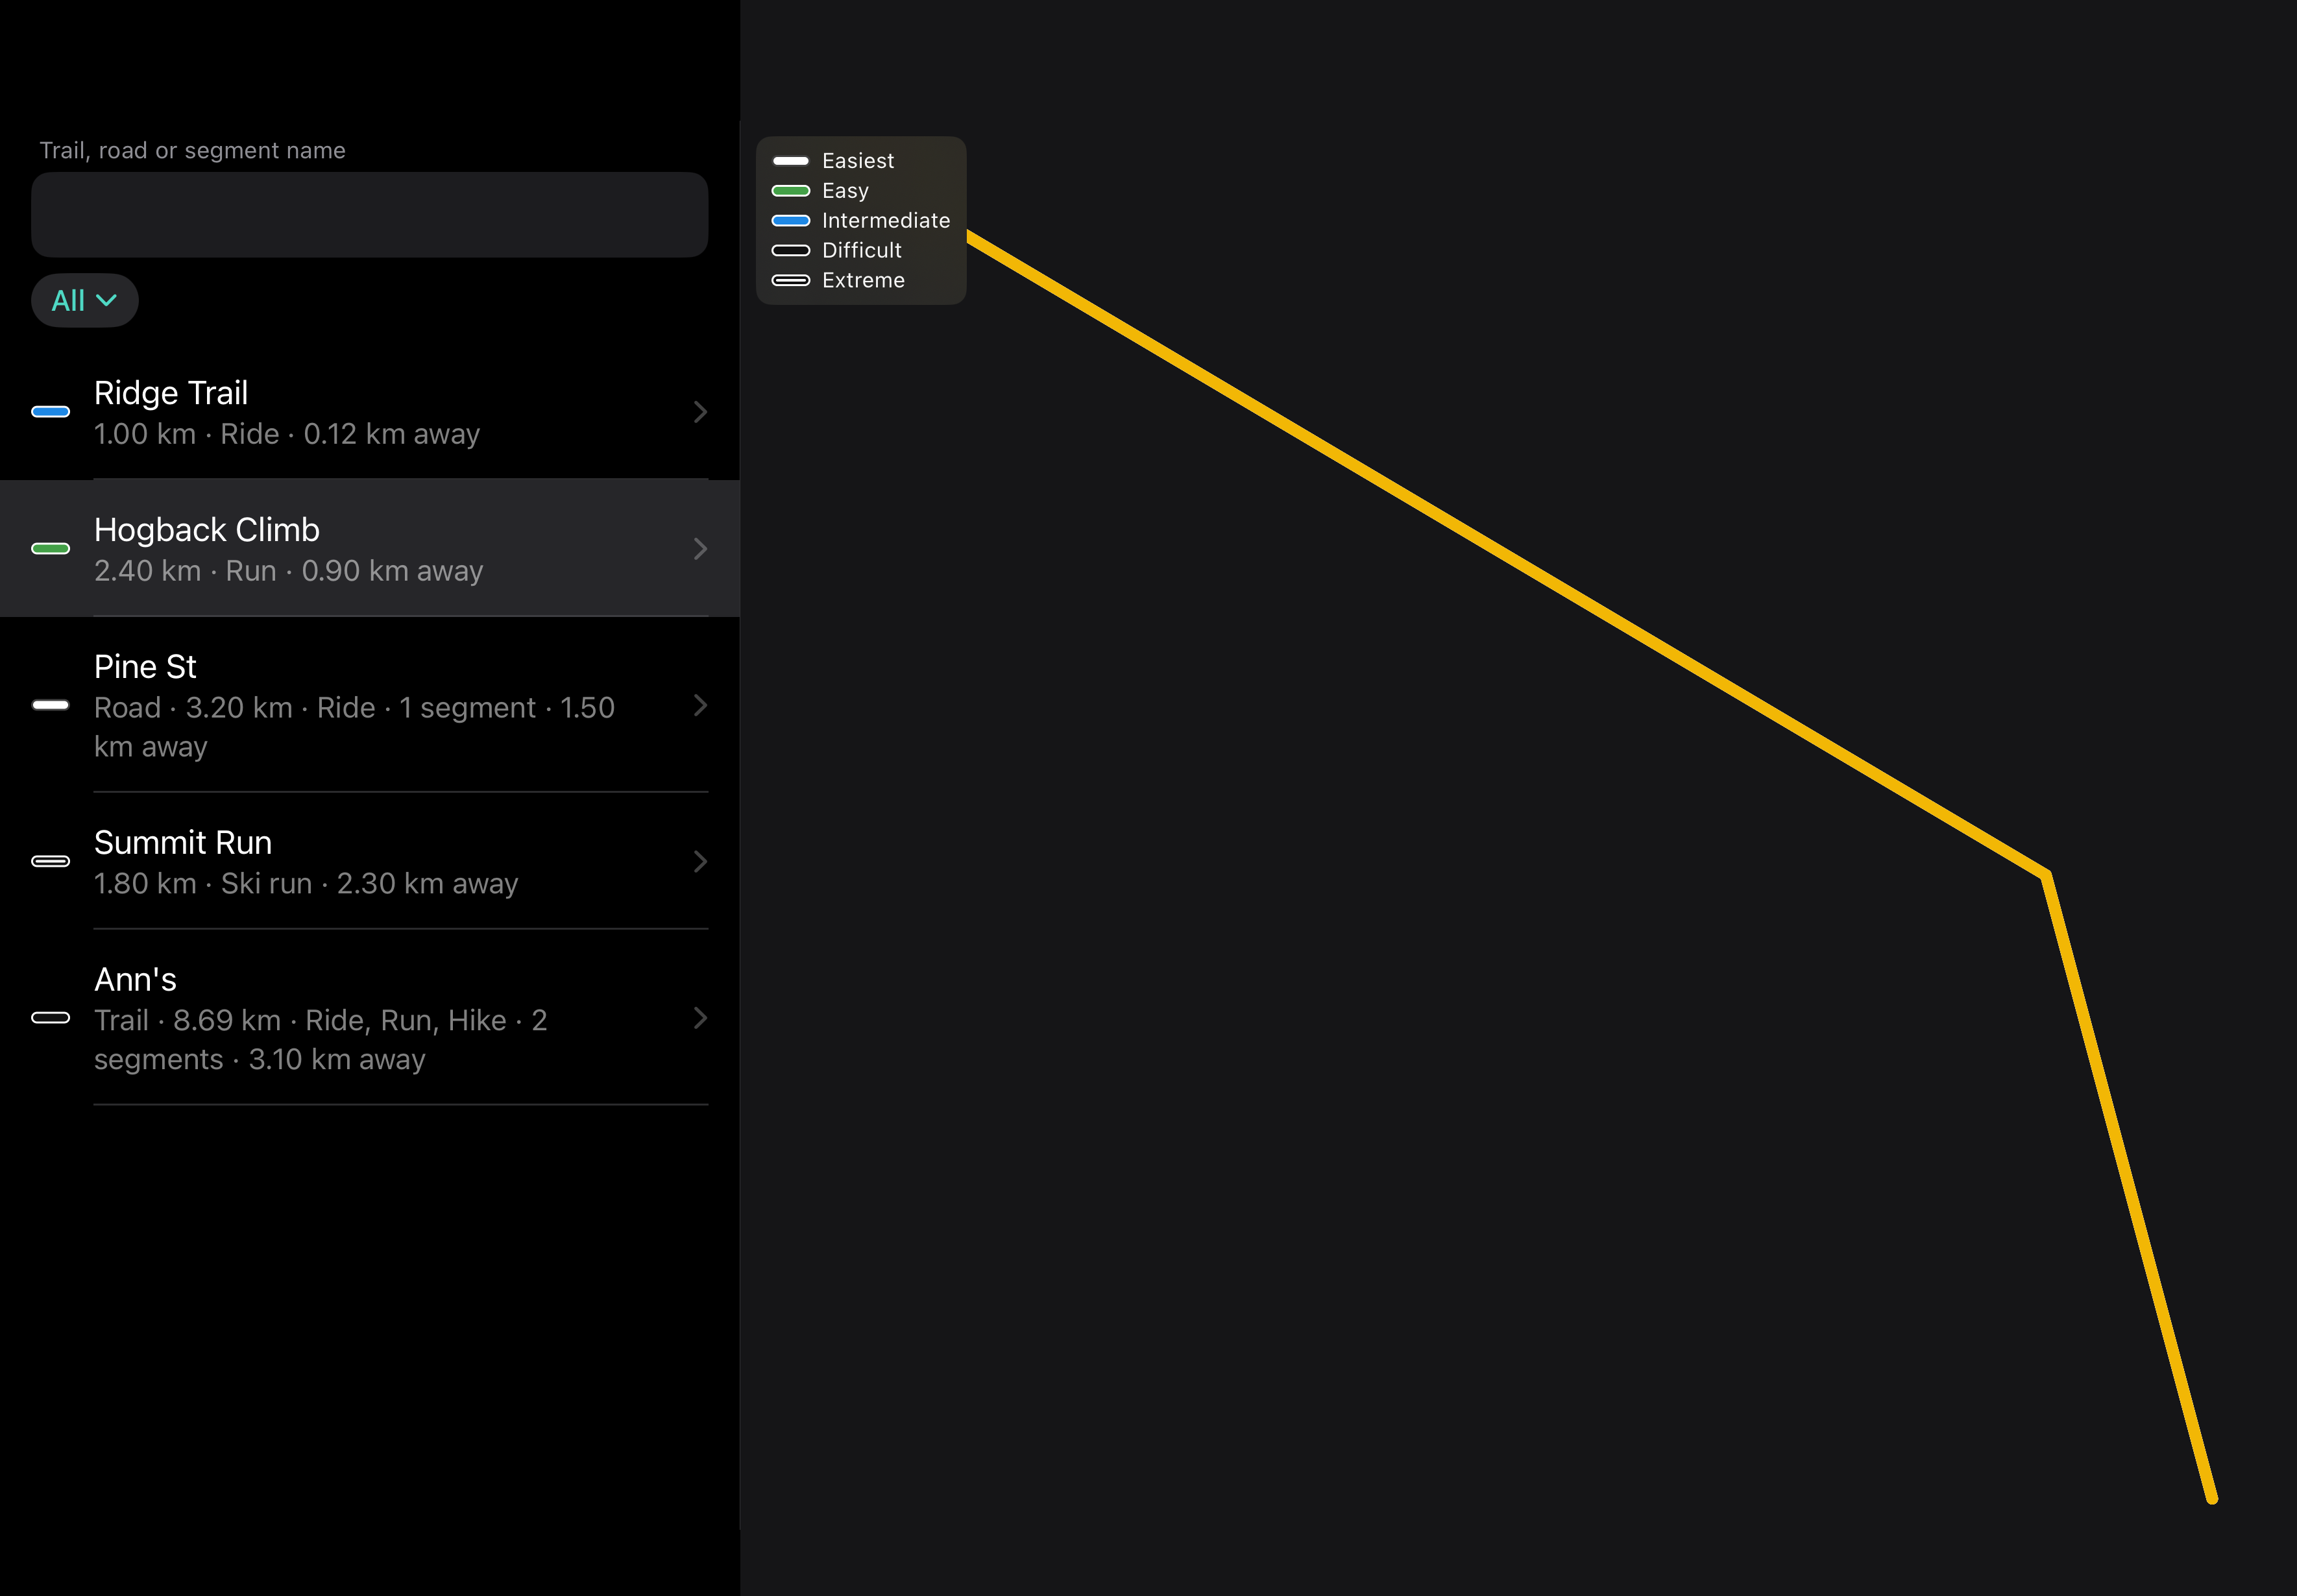 Trail, road or segment name
All
Ridge Trail
1.00 km · Ride · 0.12 km away
Hogback Climb
2.40 km · Run · 0.90 km away
Pine St
Road · 3.20 km · Ride · 1 segment · 1.50
km away
Summit Run
1.80 km · Ski run · 2.30 km away
Ann's
Trail · 8.69 km · Ride, Run, Hike · 2
segments · 3.10 km away
Easiest
Easy
Intermediate
Difficult
Extreme